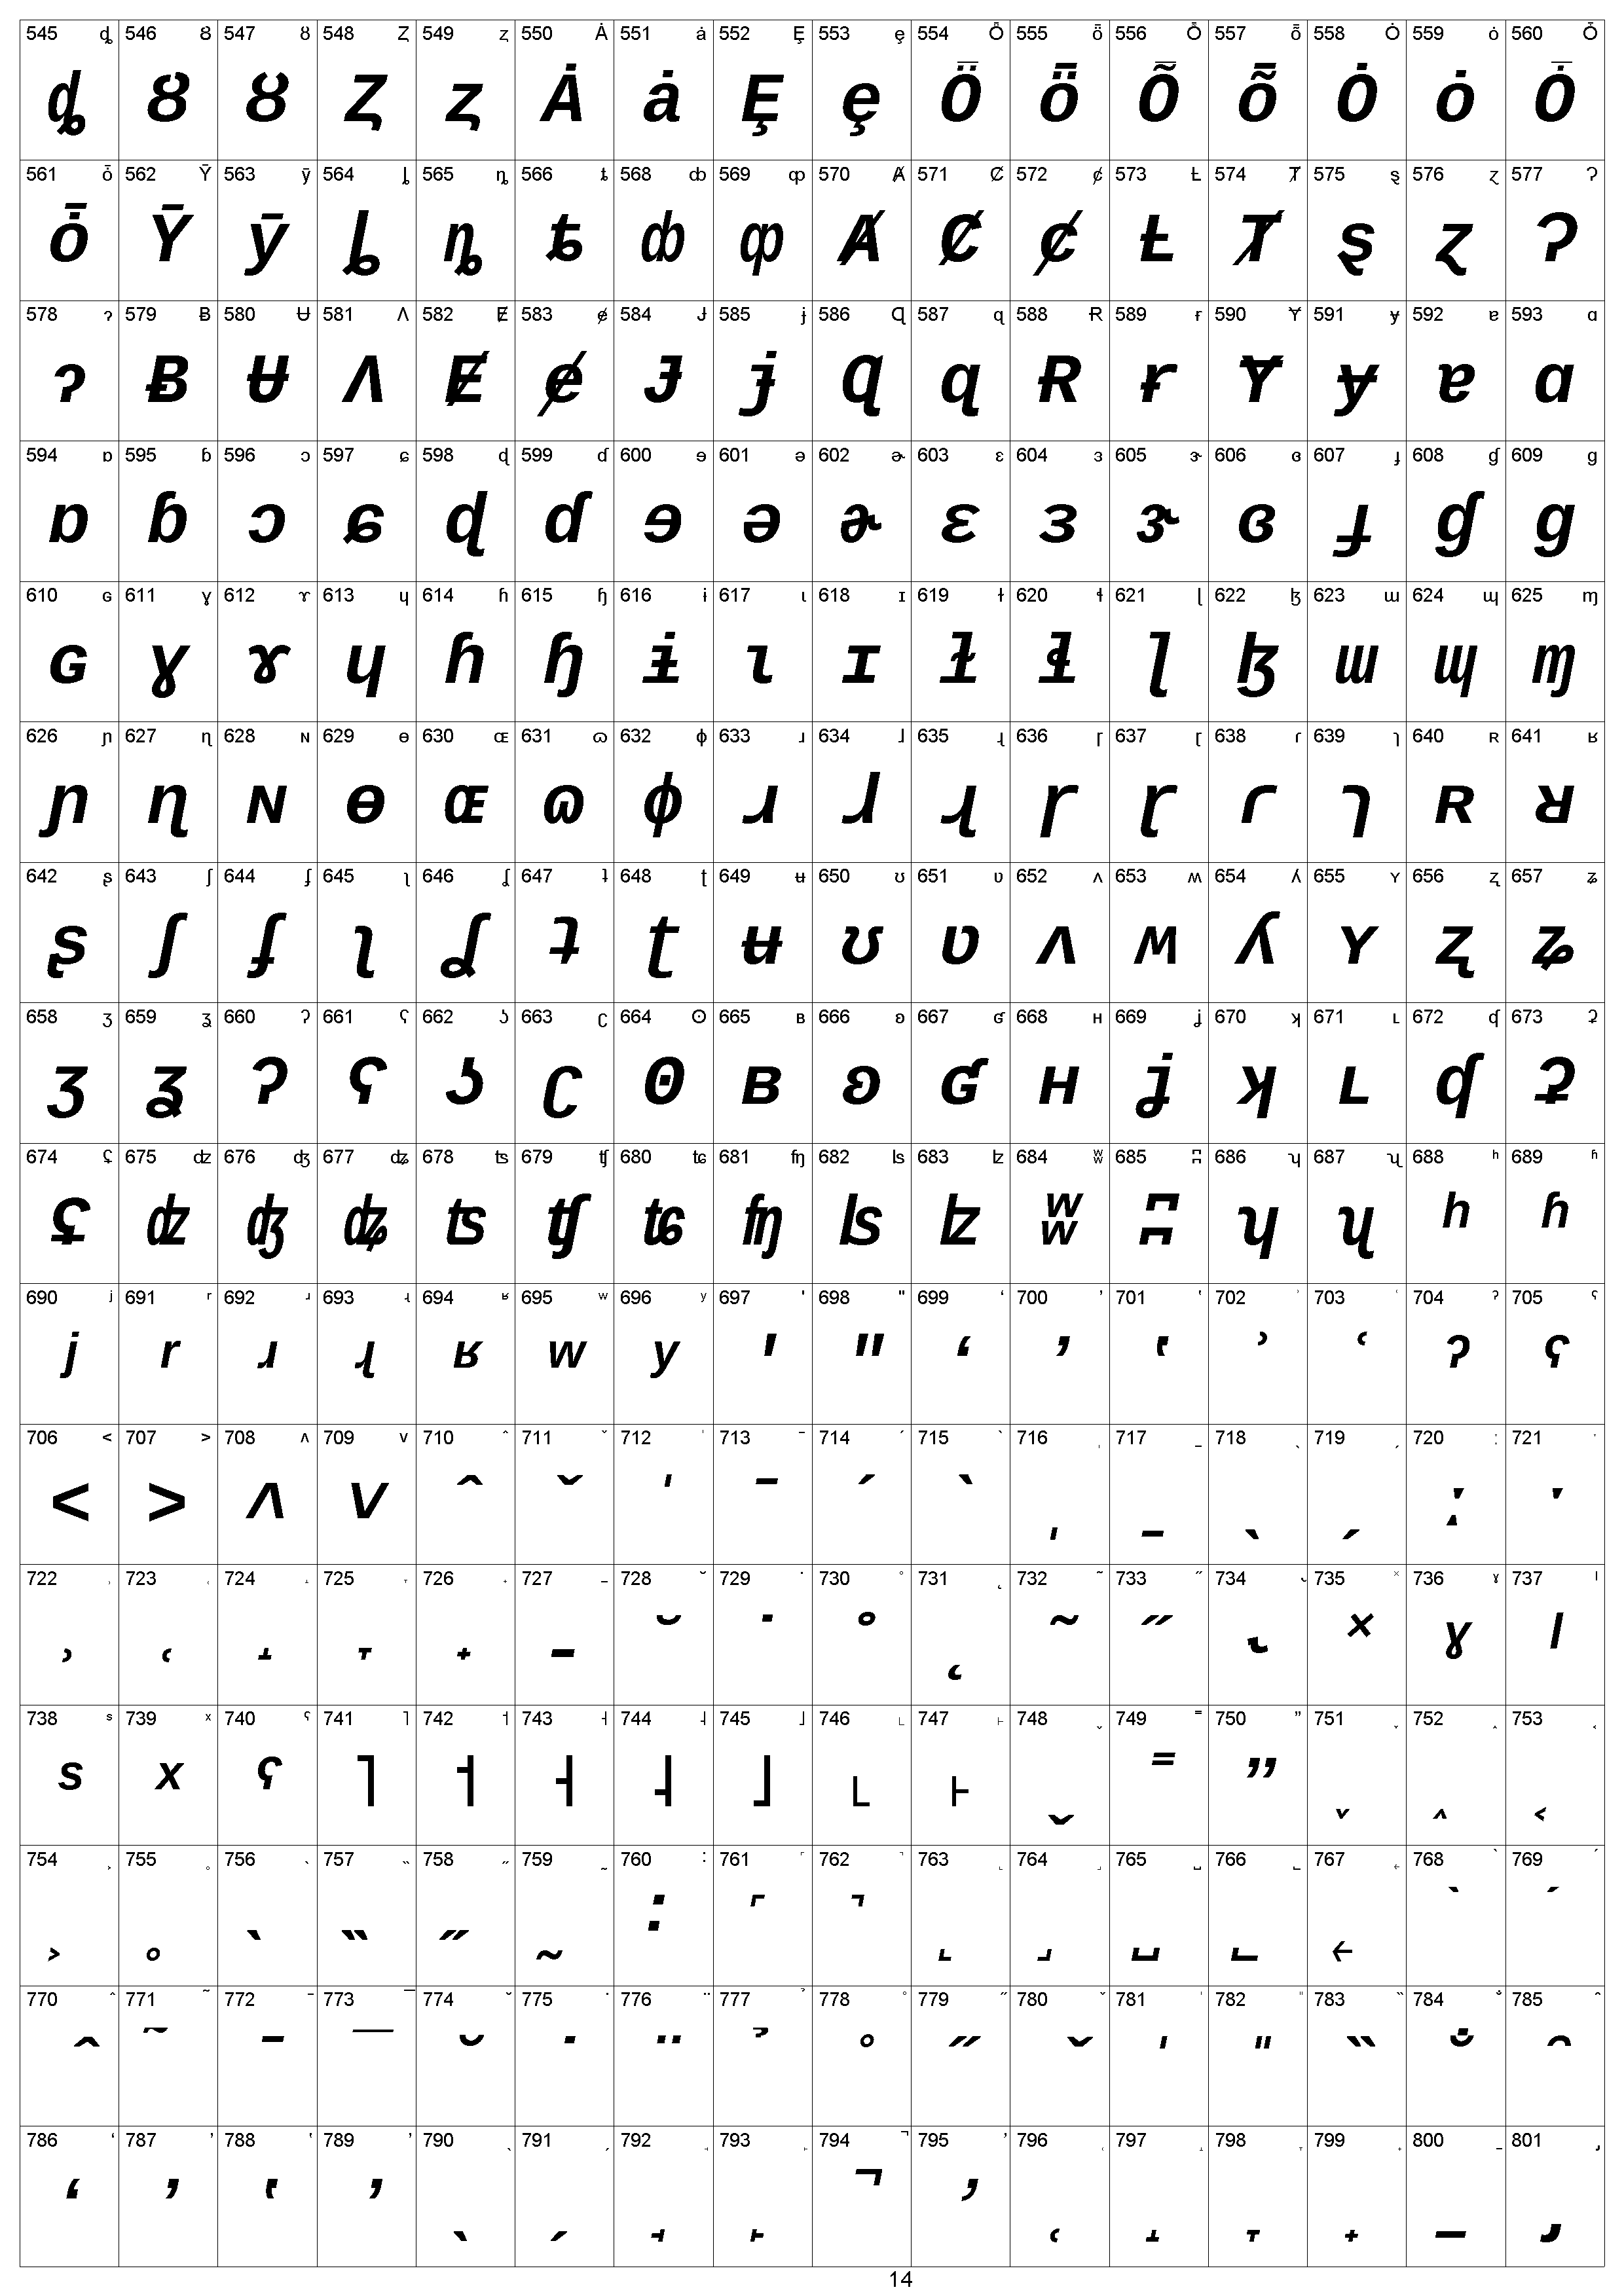 545 ȡ 546 Ȣ 547 ȣ 548 Ȥ 549 ȥ 550 Ȧ 551 ȧ 552 Ȩ 553 ȩ 554 Ȫ 555 ȫ 556 Ȭ 557 ȭ 558 Ȯ 559 ȯ 560 Ȱ
ȡ Ȣ ȣ Ȥ ȥ Ȧ ȧ Ȩ ȩ Ȫ ȫ Ȭ ȭ Ȯ ȯ Ȱ
561 ȱ 562 Ȳ 563 ȳ 564 ȴ 565 ȵ 566 ȶ 568 ȸ 569 ȹ 570 Ⱥ 571 Ȼ 572 ȼ 573 Ƚ 574 Ⱦ 575 ȿ 576 ɀ 577 Ɂ
ȱ Ȳ ȳ ȴ ȵ ȶ ȸ ȹ Ⱥ Ȼ ȼ Ƚ Ⱦ ȿ ɀ Ɂ
578 ɂ 579 Ƀ 580 Ʉ 581 Ʌ 582 Ɇ 583 ɇ 584 Ɉ 585 ɉ 586 Ɋ 587 ɋ 588 Ɍ 589 ɍ 590 Ɏ 591 ɏ 592 ɐ 593 ɑ
ɂ Ƀ Ʉ Ʌ Ɇ ɇ Ɉ ɉ Ɋ ɋ Ɍ ɍ Ɏ ɏ ɐ ɑ
594 ɒ 595 ɓ 596 ɔ 597 ɕ 598 ɖ 599 ɗ 600 ɘ 601 ə 602 ɚ 603 ɛ 604 ɜ 605 ɝ 606 ɞ 607 ɟ 608 ɠ 609 ɡ
ɒ ɓ ɔ ɕ ɖ ɗ ɘ ə ɚ ɛ ɜ ɝ ɞ ɟ ɠ ɡ
610 ɢ 611 ɣ 612 ɤ 613 ɥ 614 ɦ 615 ɧ 616 ɨ 617 ɩ 618 ɪ 619 ɫ 620 ɬ 621 ɭ 622 ɮ 623 ɯ 624 ɰ 625 ɱ
ɢ ɣ ɤ ɥ ɦ ɧ ɨ ɩ ɪ ɫ ɬ ɭ ɮ ɯ ɰ ɱ
626 ɲ 627 ɳ 628 ɴ 629 ɵ 630 ɶ 631 ɷ 632 ɸ 633 ɹ 634 ɺ 635 ɻ 636 ɼ 637 ɽ 638 ɾ 639 ɿ 640 ʀ 641 ʁ
ɲ ɳ ɴ ɵ ɶ ɷ ɸ ɹ ɺ ɻ ɼ ɽ ɾ ɿ ʀ ʁ
642 ʂ 643 ʃ 644 ʄ 645 ʅ 646 ʆ 647 ʇ 648 ʈ 649 ʉ 650 ʊ 651 ʋ 652 ʌ 653 ʍ 654 ʎ 655 ʏ 656 ʐ 657 ʑ
ʂ ʃ ʄ ʅ ʆ ʇ ʈ ʉ ʊ ʋ ʌ ʍ ʎ ʏ ʐ ʑ
658 ʒ 659 ʓ 660 ʔ 661 ʕ 662 ʖ 663 ʗ 664 ʘ 665 ʙ 666 ʚ 667 ʛ 668 ʜ 669 ʝ 670 ʞ 671 ʟ 672 ʠ 673 ʡ
ʒ ʓ ʔ ʕ ʖ ʗ ʘ ʙ ʚ ʛ ʜ ʝ ʞ ʟ ʠ ʡ
674 ʢ 675 ʣ 676 ʤ 677 ʥ 678 ʦ 679 ʧ 680 ʨ 681 ʩ 682 ʪ 683 ʫ 684 ʬ 685 ʭ 686 ʮ 687 ʯ 688 ʰ 689 ʱ
ʢ ʣ ʤ ʥ ʦ ʧ ʨ ʩ ʪ ʫ ʬ ʭ ʮ ʯ ʰ ʱ
690 ʲ 691 ʳ 692 ʴ 693 ʵ 694 ʶ 695 ʷ 696 ʸ 697 ʹ 698 ʺ 699 ʻ 700 ʼ 701 ʽ 702 ʾ 703 ʿ 704 ˀ 705 ˁ
ʲ ʳ ʴ ʵ ʶ ʷ ʸ ʹ ʺ ʻ ʼ ʽ ʾ ʿ ˀ ˁ
706 ˂ 707 ˃ 708 ˄ 709 ˅ 710 ˆ 711 ˇ 712 ˈ 713 ˉ 714 ˊ 715 ˋ 716 ˌ 717 ˍ 718 ˎ 719 ˏ 720 ː 721 ˑ
˂ ˃ ˄ ˅ ˆ ˇ ˈ ˉ ˊ ˋ ˌ ˍ ˎ ˏ ː ˑ
722 ˒ 723 ˓ 724 ˔ 725 ˕ 726 ˖ 727 ˗ 728 ˘ 729 ˙ 730 ˚ 731 ˛ 732 ˜ 733 ˝ 734 ˞ 735 ˟ 736 ˠ 737 ˡ
˒ ˓ ˔ ˕ ˖ ˗ ˘ ˙ ˚ ˛ ˜ ˝ ˞ ˟ ˠ ˡ
738 ˢ 739 ˣ 740 ˤ 741 ˥ 742 ˦ 743 ˧ 744 ˨ 745 ˩ 746 ˪ 747 ˫ 748 ˬ 749 ˭ 750 ˮ 751 ˯ 752 ˰ 753 ˱
ˢ ˣ ˤ ˥ ˦ ˧ ˨ ˩ ˪ ˫ ˬ ˭ ˮ ˯ ˰ ˱
754 ˲ 755 ˳ 756 ˴ 757 ˵ 758 ˶ 759 ˷ 760 ˸ 761 ˹ 762 ˺ 763 ˻ 764 ˼ 765 ˽ 766 ˾ 767 ˿ 768 ̀ 769 ́
˲ ˳ ˴ ˵ ˶ ˷ ˸ ˹ ˺ ˻ ˼ ˽ ˾ ˿ ̀ ́
770 ̂ 771 ̃ 772 ̄ 773 ̅ 774 ̆ 775 ̇ 776 ̈ 777 ̉ 778 ̊ 779 ̋ 780 ̌ 781 ̍ 782 ̎ 783 ̏ 784 ̐ 785 ̑
̂ ̃ ̄ ̅ ̆ ̇ ̈ ̉ ̊ ̋ ̌ ̍ ̎ ̏ ̐ ̑
786 ̒ 787 ̓ 788 ̔ 789 ̕ 790 ̖ 791 ̗ 792 ̘ 793 ̙ 794 ̚ 795 ̛ 796 ̜ 797 ̝ 798 ̞ 799 ̟ 800 ̠ 801 ̡
̒ ̓ ̔ ̕ ̖ ̗ ̘ ̙ ̚ ̛ ̜ ̝ ̞ ̟ ̠ ̡
14